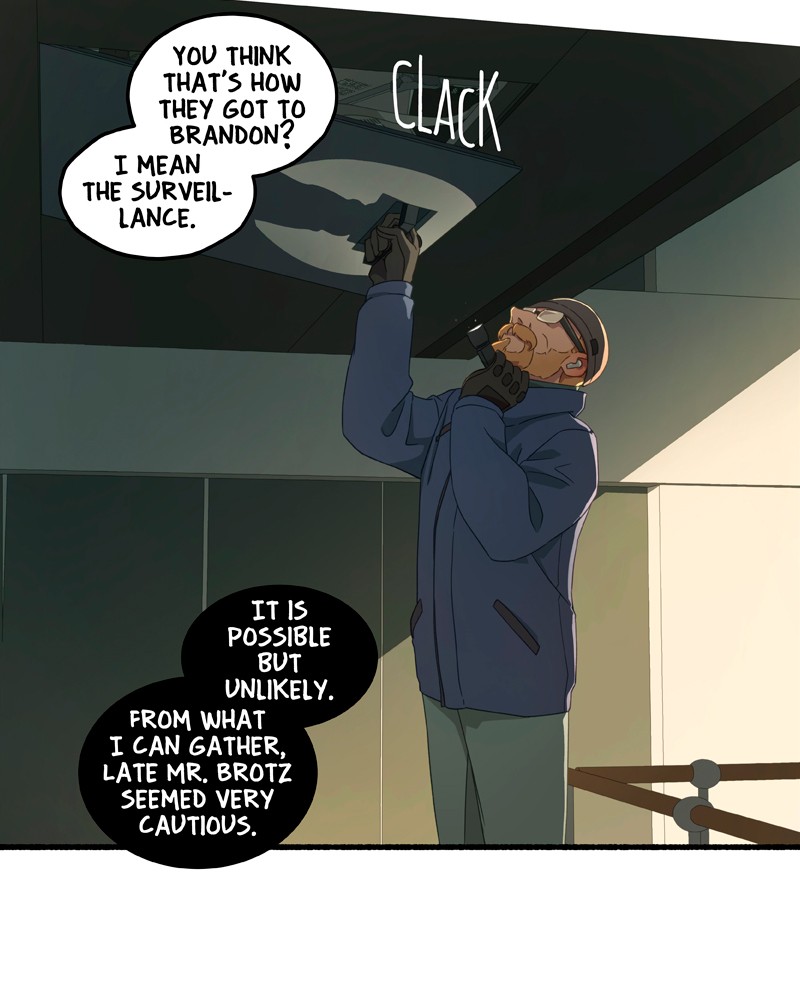 YOU THINK
THAT'S HOW
THEY GOT TO
BRANDON?
I MEAN
THE SURVEIL-
LANCE.
CLACK
IT IS
POSSIBLE
BUT
UNLIKELY.
FROM WHAT
I CAN GATHER,
LATE MR. BROTZ
SEEMED VERY
CAUTIOUS.